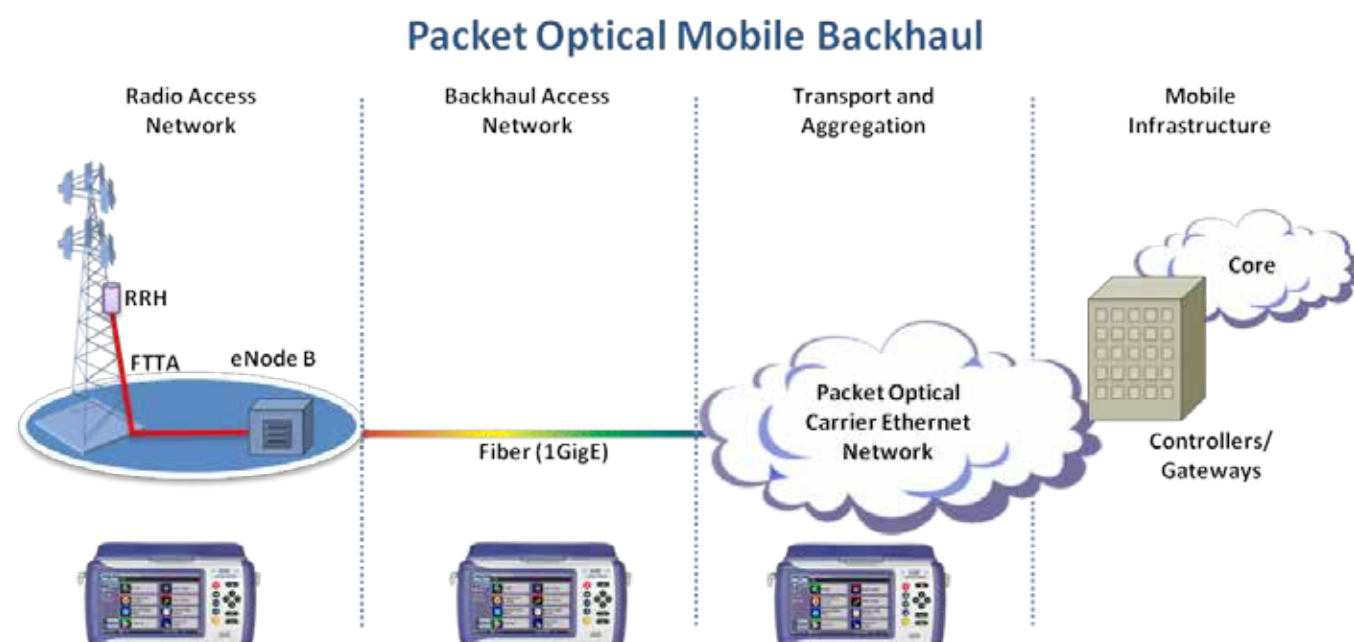 Packet Optical Mobile Backhaul
Radio Access
Network
Backhaul Access
Network
Transport and
Aggregation
Mobile
Infrastructure
Core
RRH
FTTA
eNode B
Packet Optical
Carrier Ethernet
Network
Fiber (1GigE)
Controllers/
Gateways